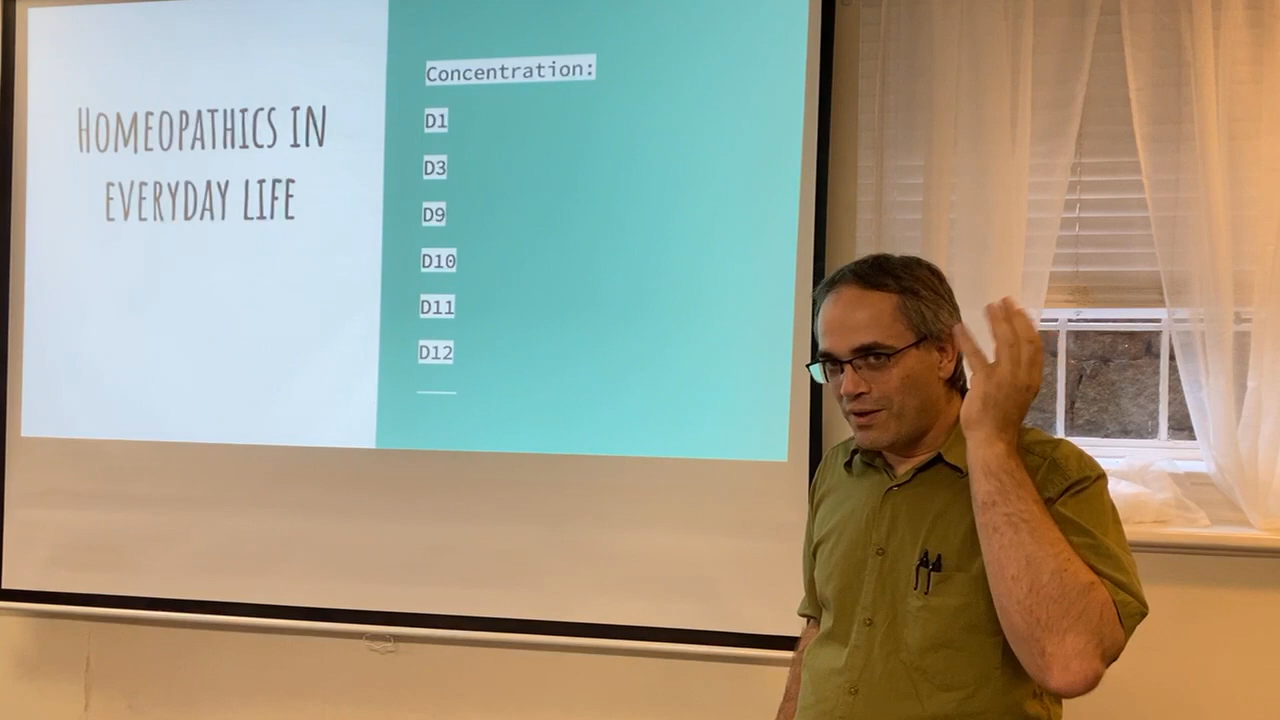 Homeopathics in
everyday life
Concentration:
D1
D3
D9
D10
D11
D12